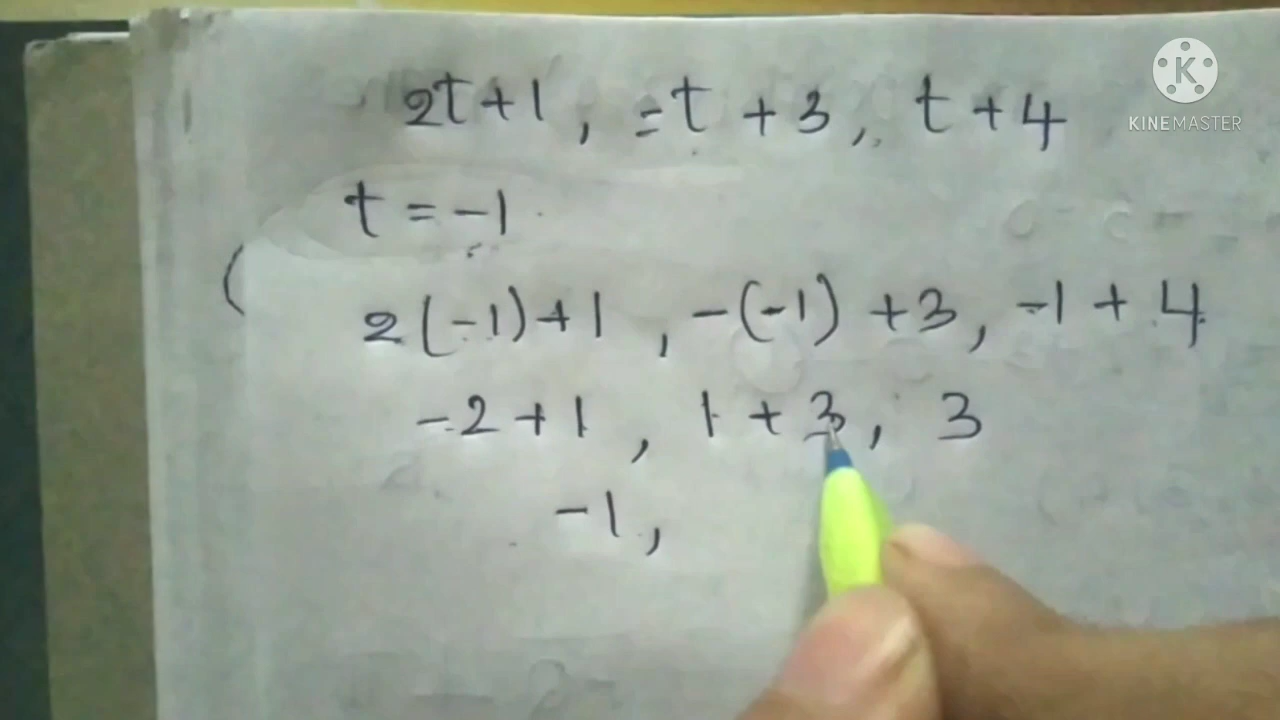 2t+1, =t +3, t+4
KINEMASTER
t = -1
2(-1)+1, -(-1) +3, -1 + 4
-2+1, 1+3, 3
-1,